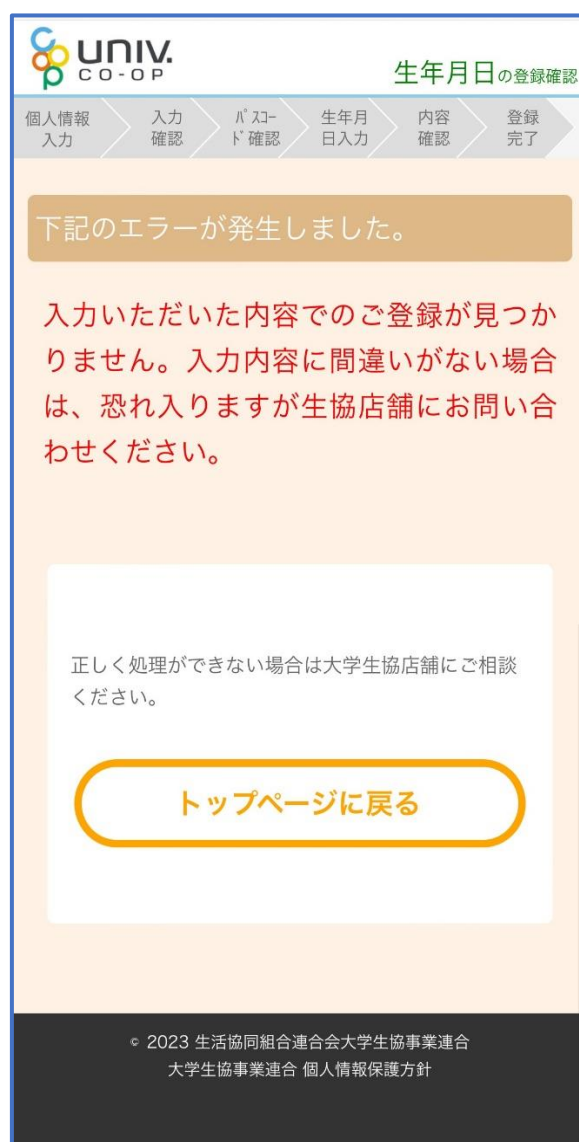 UNIV.
CO-OP
生年月日の登録確認
個人情報
入力
入力
確認
パスコー
ド確認
生年月
日入力
内容
確認
登録
完了
下記のエラーが発生しました。
入力いただいた内容でのご登録が見つか
りません。入力内容に間違いがない場合
は、恐れ入りますが生協店舗にお問い合
わせください。
正しく処理ができない場合は大学生協店舗にご相談
ください。
トップページに戻る
© 2023 生活協同組合連合会大学生協事業連合
大学生協事業連合 個人情報保護方針